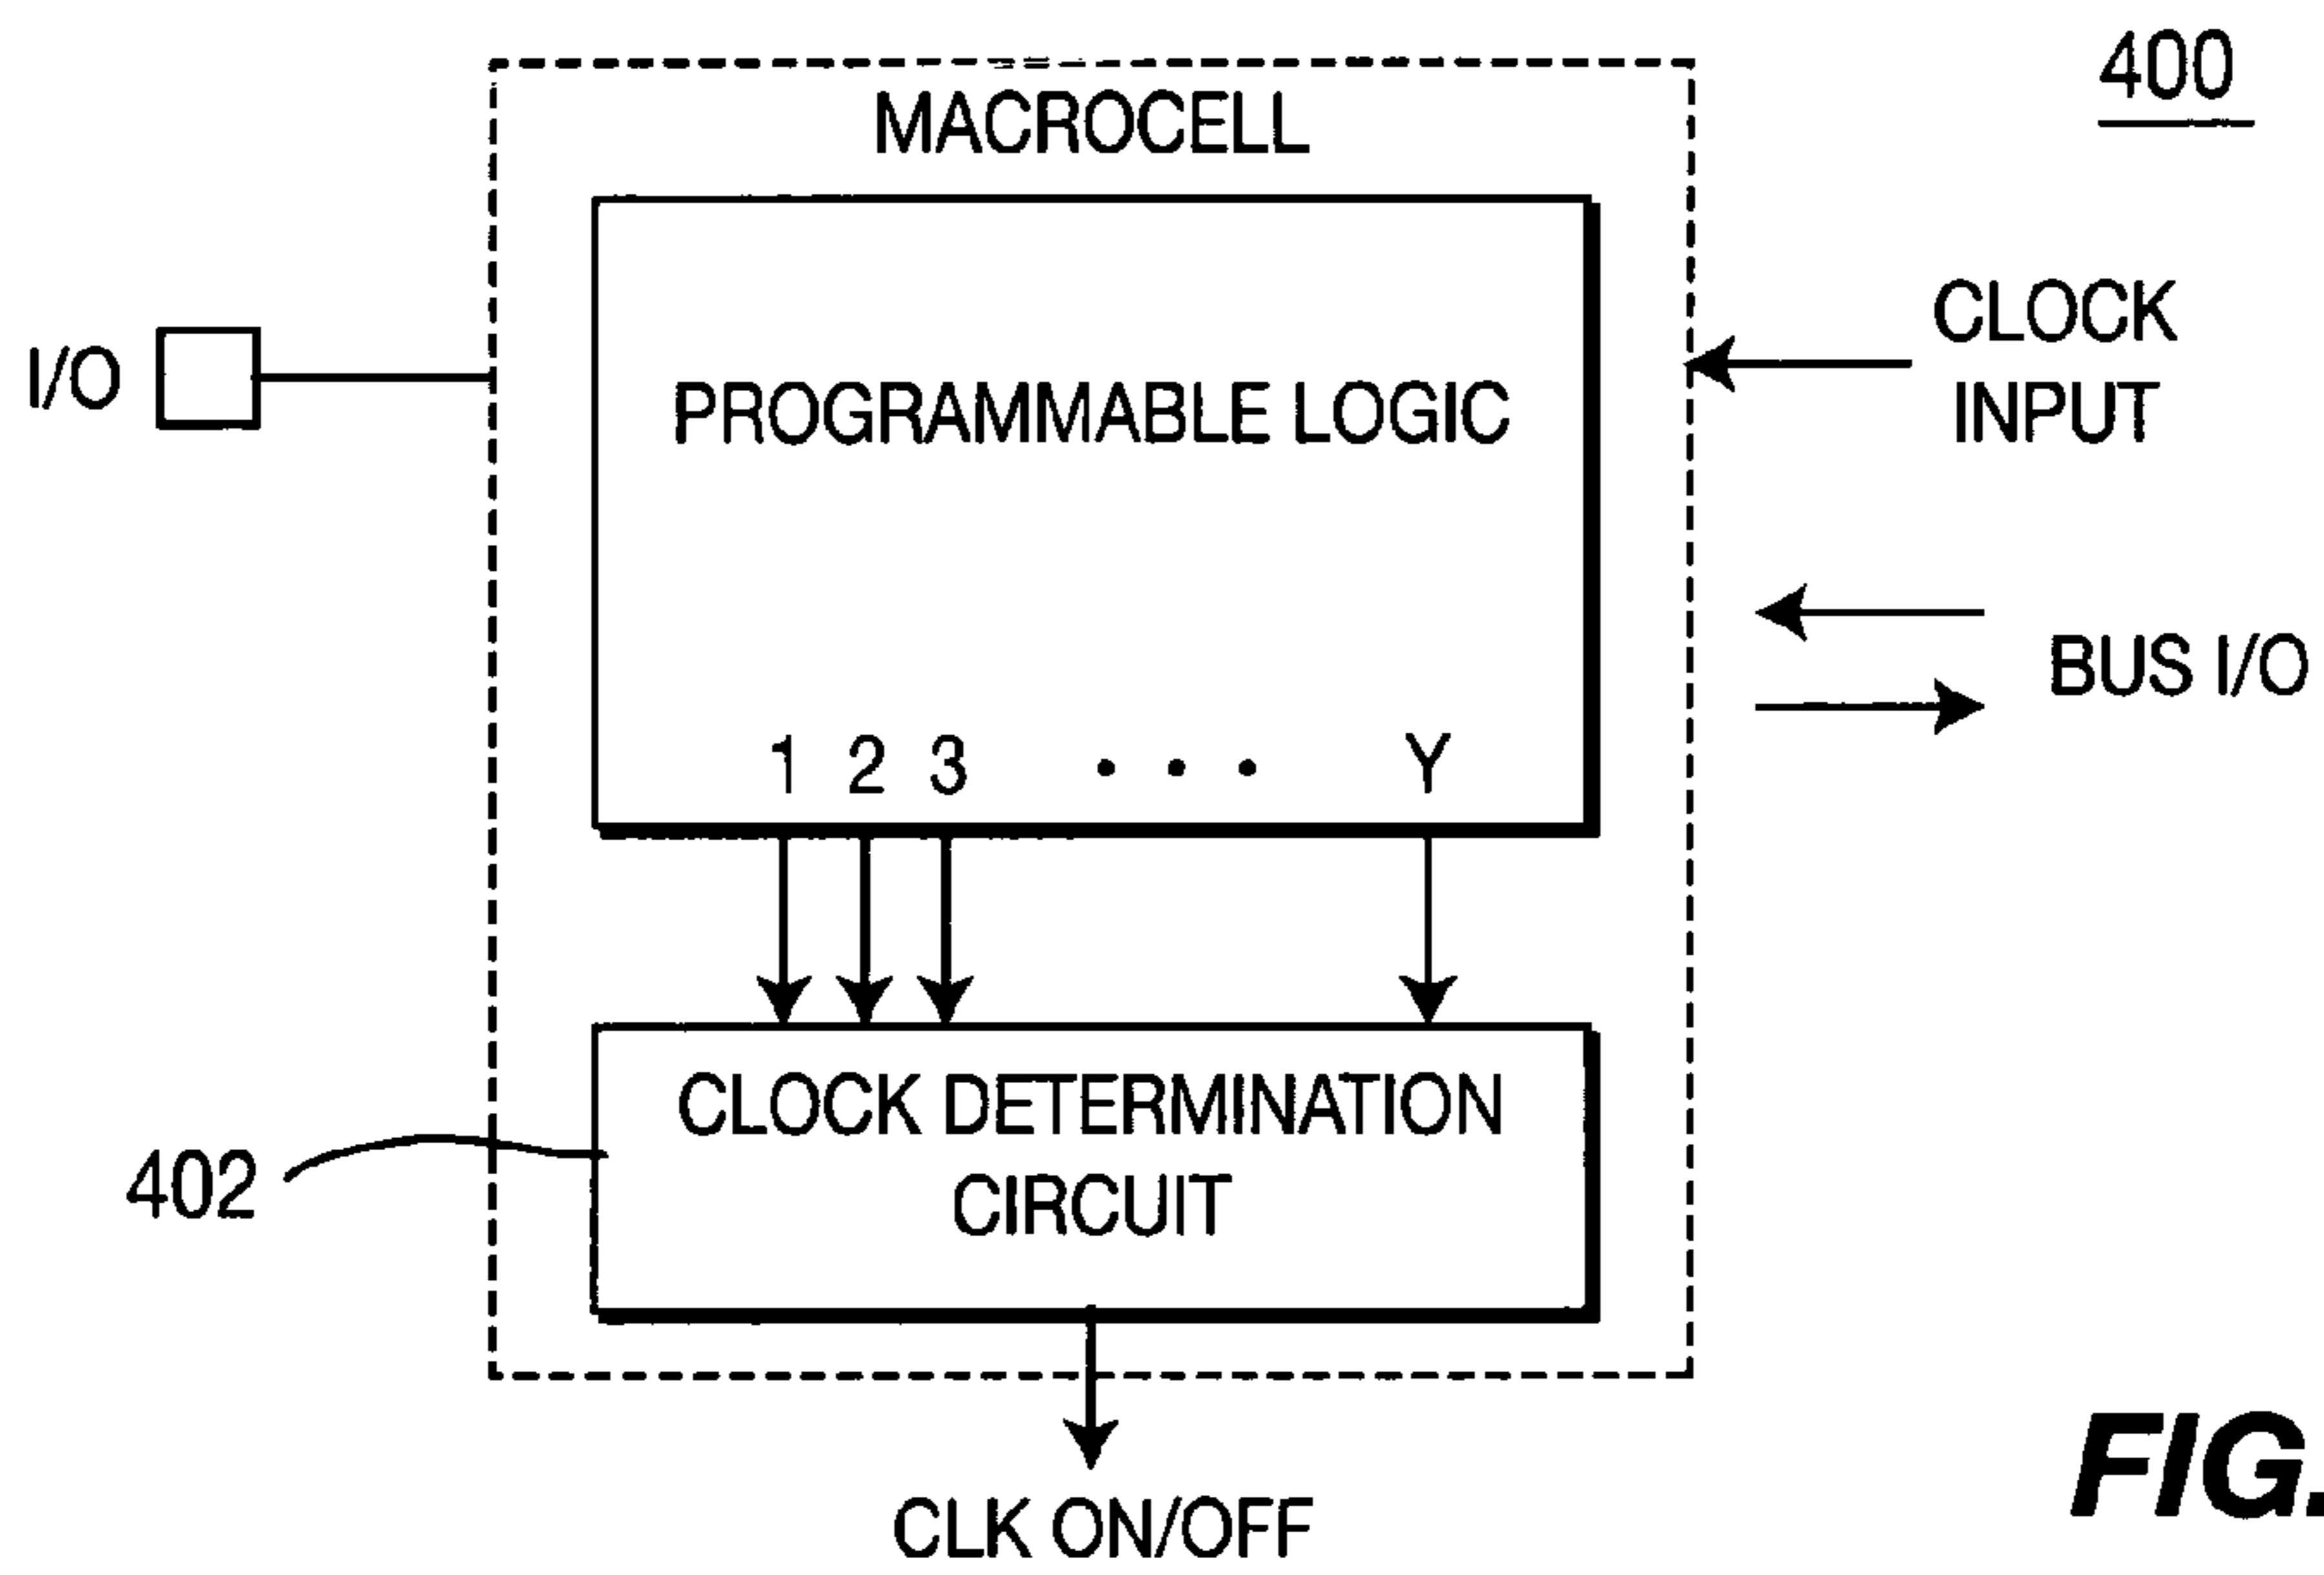 400
MACROCELL
CLOCK
INPUT
I/O
PROGRAMMABLE LOGIC
BUS I/O
1 2 3 • • • Y
CLOCK DETERMINATION
CIRCUIT
402
CLK ON/OFF
FIG.